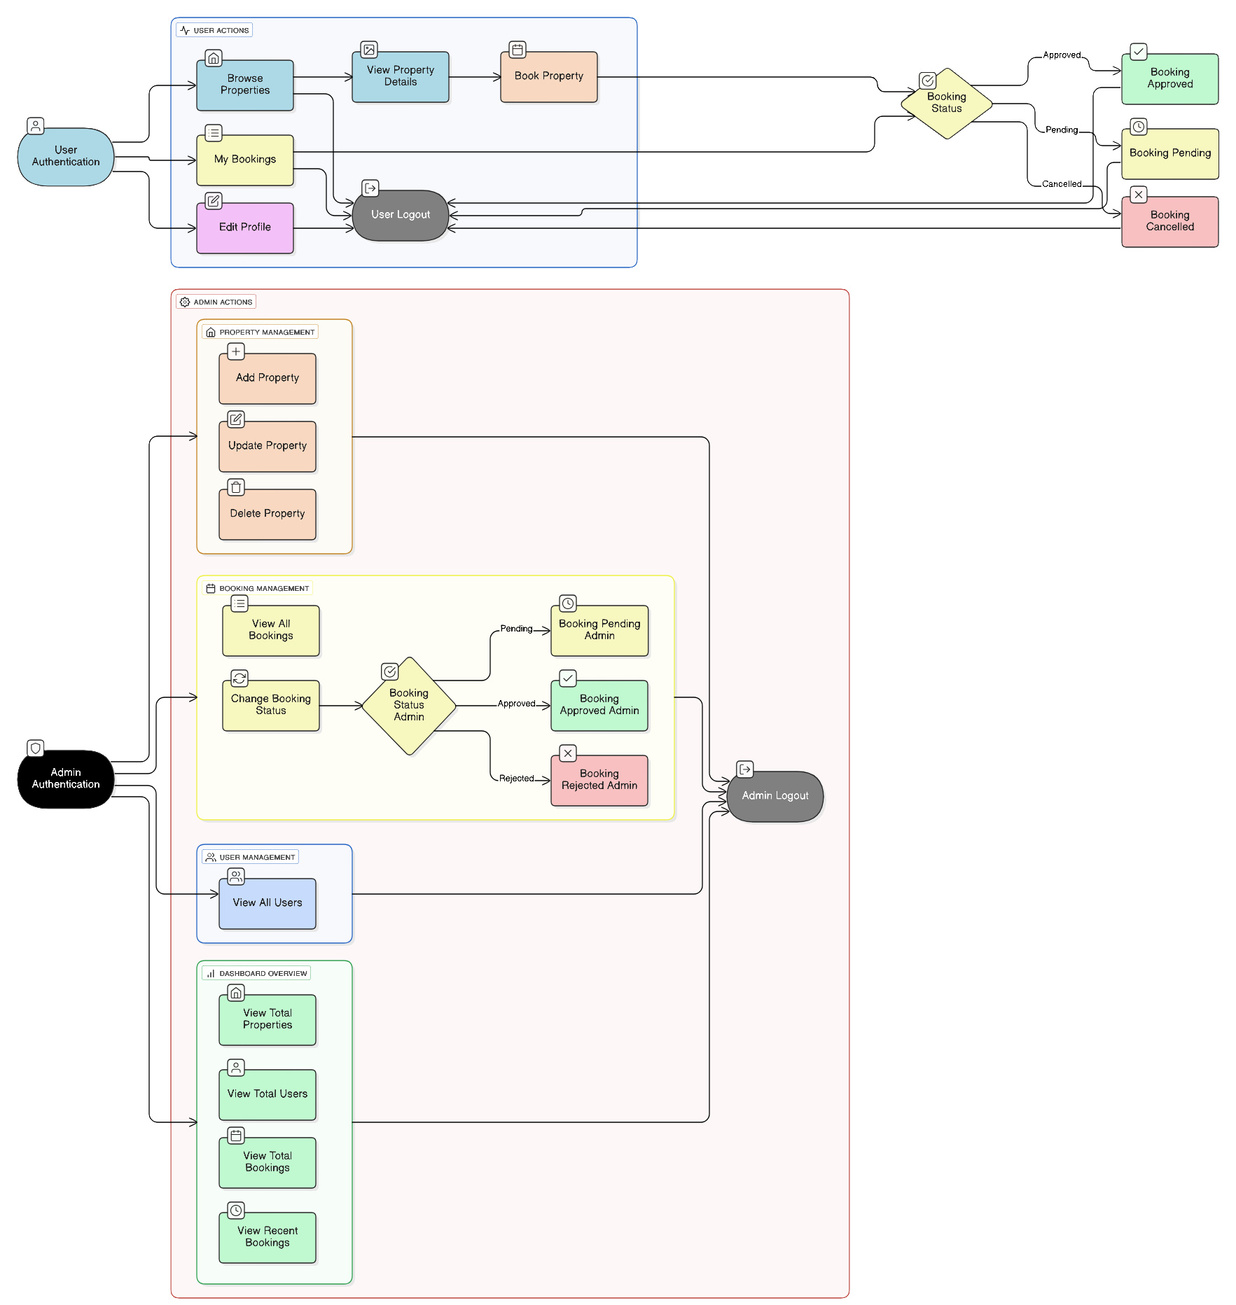 USER ACTIONS
Browse
Properties
View Property
Details
Book Property
Booking
Status
Approved
Booking
Approved
User
Authentication
My Bookings
Pending
Booking Pending
Edit Profile
User Logout
Cancelled
Booking
Cancelled
ADMIN ACTIONS
PROPERTY MANAGEMENT
Add Property
Update Property
Delete Property
BOOKING MANAGEMENT
View All
Bookings
Pending
Booking Pending
Admin
Change Booking
Status
Booking
Status
Admin
Approved
Booking
Approved Admin
Rejected
Booking
Rejected Admin
Admin
Authentication
Admin Logout
USER MANAGEMENT
View All Users
DASHBOARD OVERVIEW
View Total
Properties
View Total Users
View Total
Bookings
View Recent
Bookings